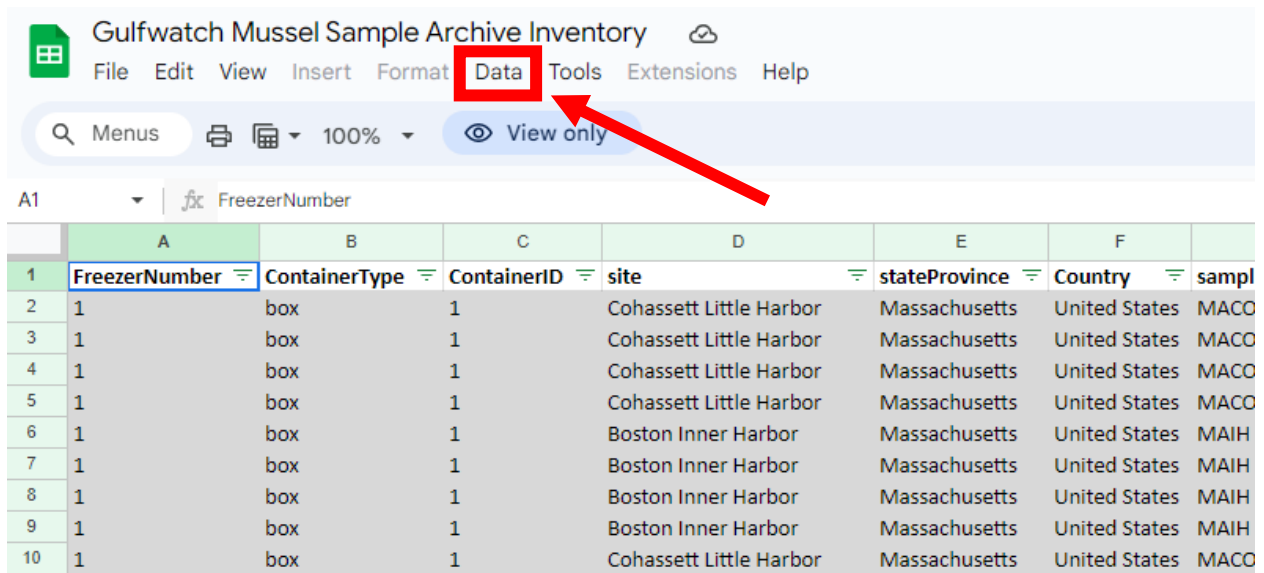 Gulfwatch Mussel Sample Archive Inventory
File Edit View Insert Format Data Tools Extensions Help
Menus 100% View only
A1 fx FreezerNumber
A B C D E F
1 FreezerNumber ContainerType ContainerID site stateProvince Country sampl
2 1 box 1 Cohassett Little Harbor Massachusetts United States MACO
3 1 box 1 Cohassett Little Harbor Massachusetts United States MACO
4 1 box 1 Cohassett Little Harbor Massachusetts United States MACO
5 1 box 1 Cohassett Little Harbor Massachusetts United States MACO
6 1 box 1 Boston Inner Harbor Massachusetts United States MAIH
7 1 box 1 Boston Inner Harbor Massachusetts United States MAIH
8 1 box 1 Boston Inner Harbor Massachusetts United States MAIH
9 1 box 1 Boston Inner Harbor Massachusetts United States MAIH
10 1 box 1 Cohassett Little Harbor Massachusetts United States MACO